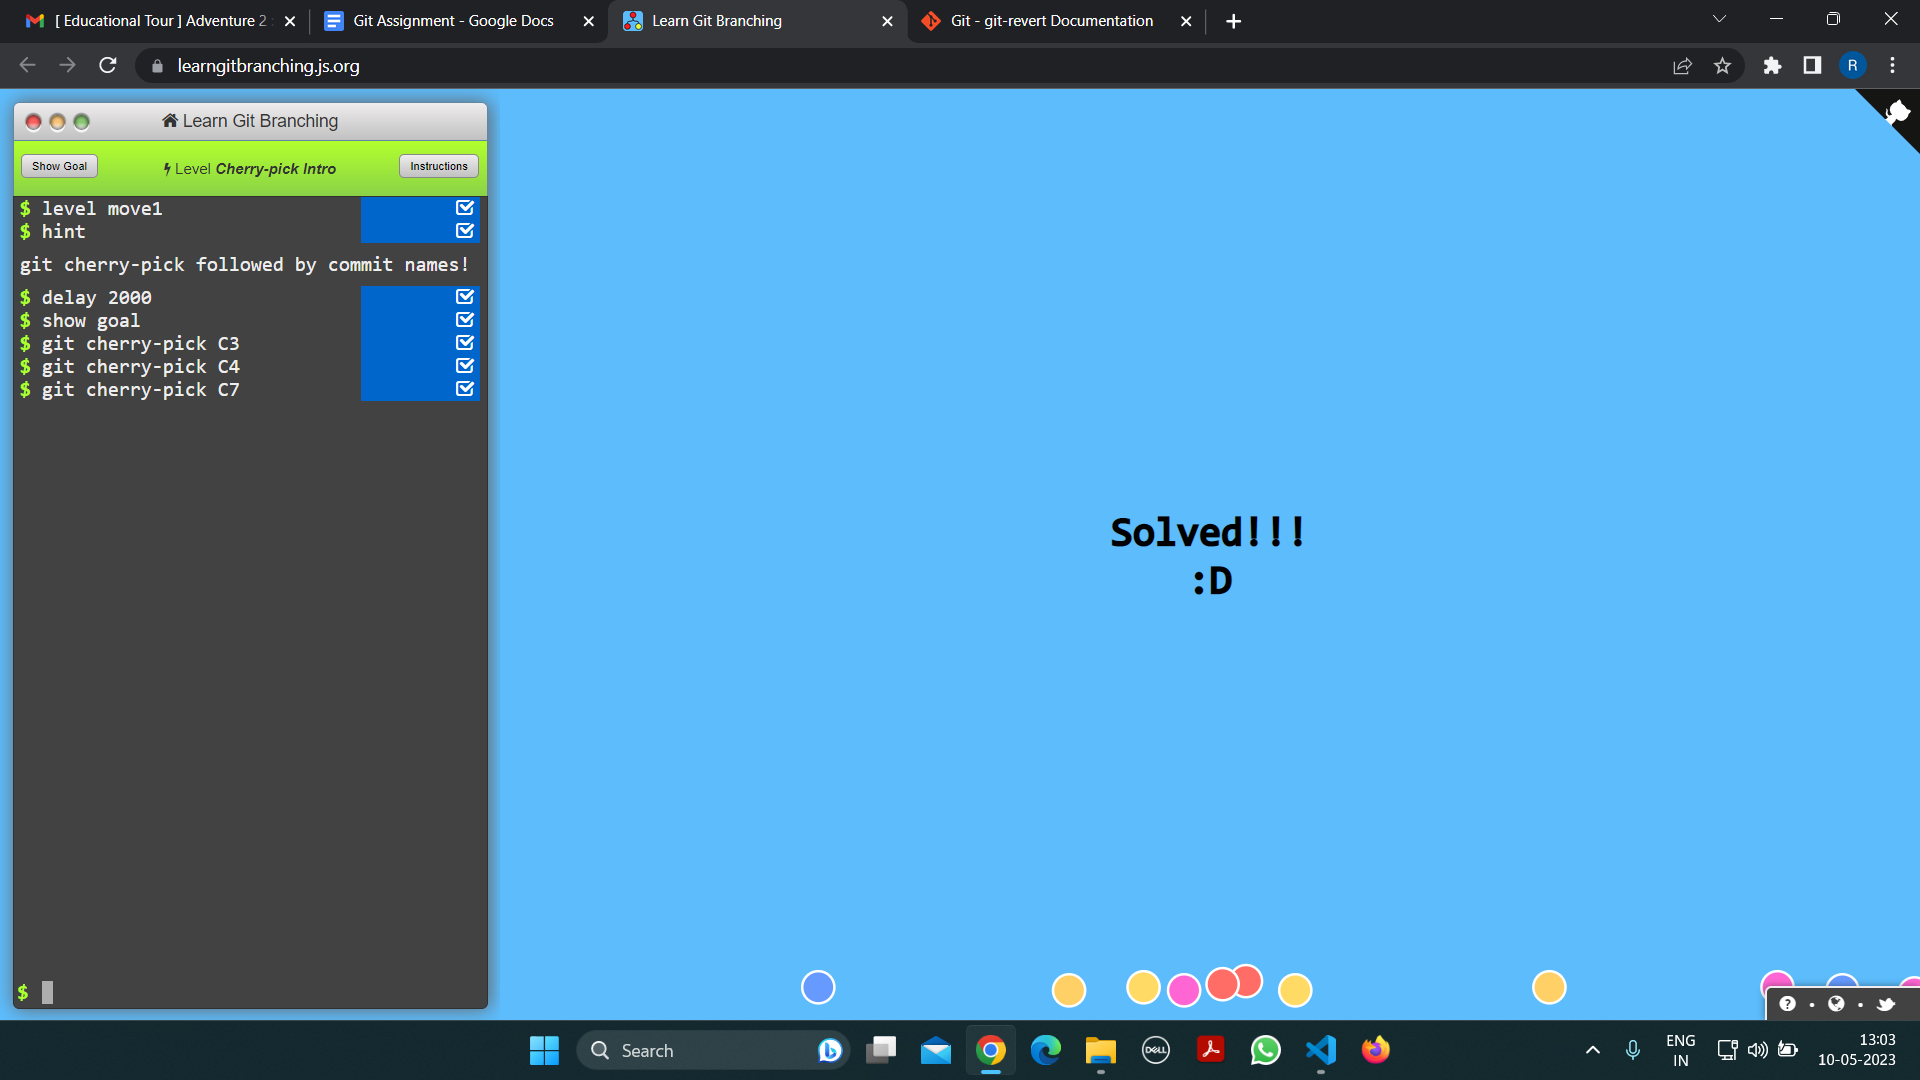 [ Educational Tour ] Adventure 2
Git Assignment - Google Docs
Learn Git Branching
Git - git-revert Documentation
learngitbranching.js.org
R
Learn Git Branching
Show Goal
Level Cherry-pick Intro
Instructions
$ level move1
$ hint
git cherry-pick followed by commit names!
$ delay 2000
$ show goal
$ git cherry-pick C3
$ git cherry-pick C4
$ git cherry-pick C7
$
Solved!!!
:D
Search
DELL
ENG
IN
13:03
10-05-2023